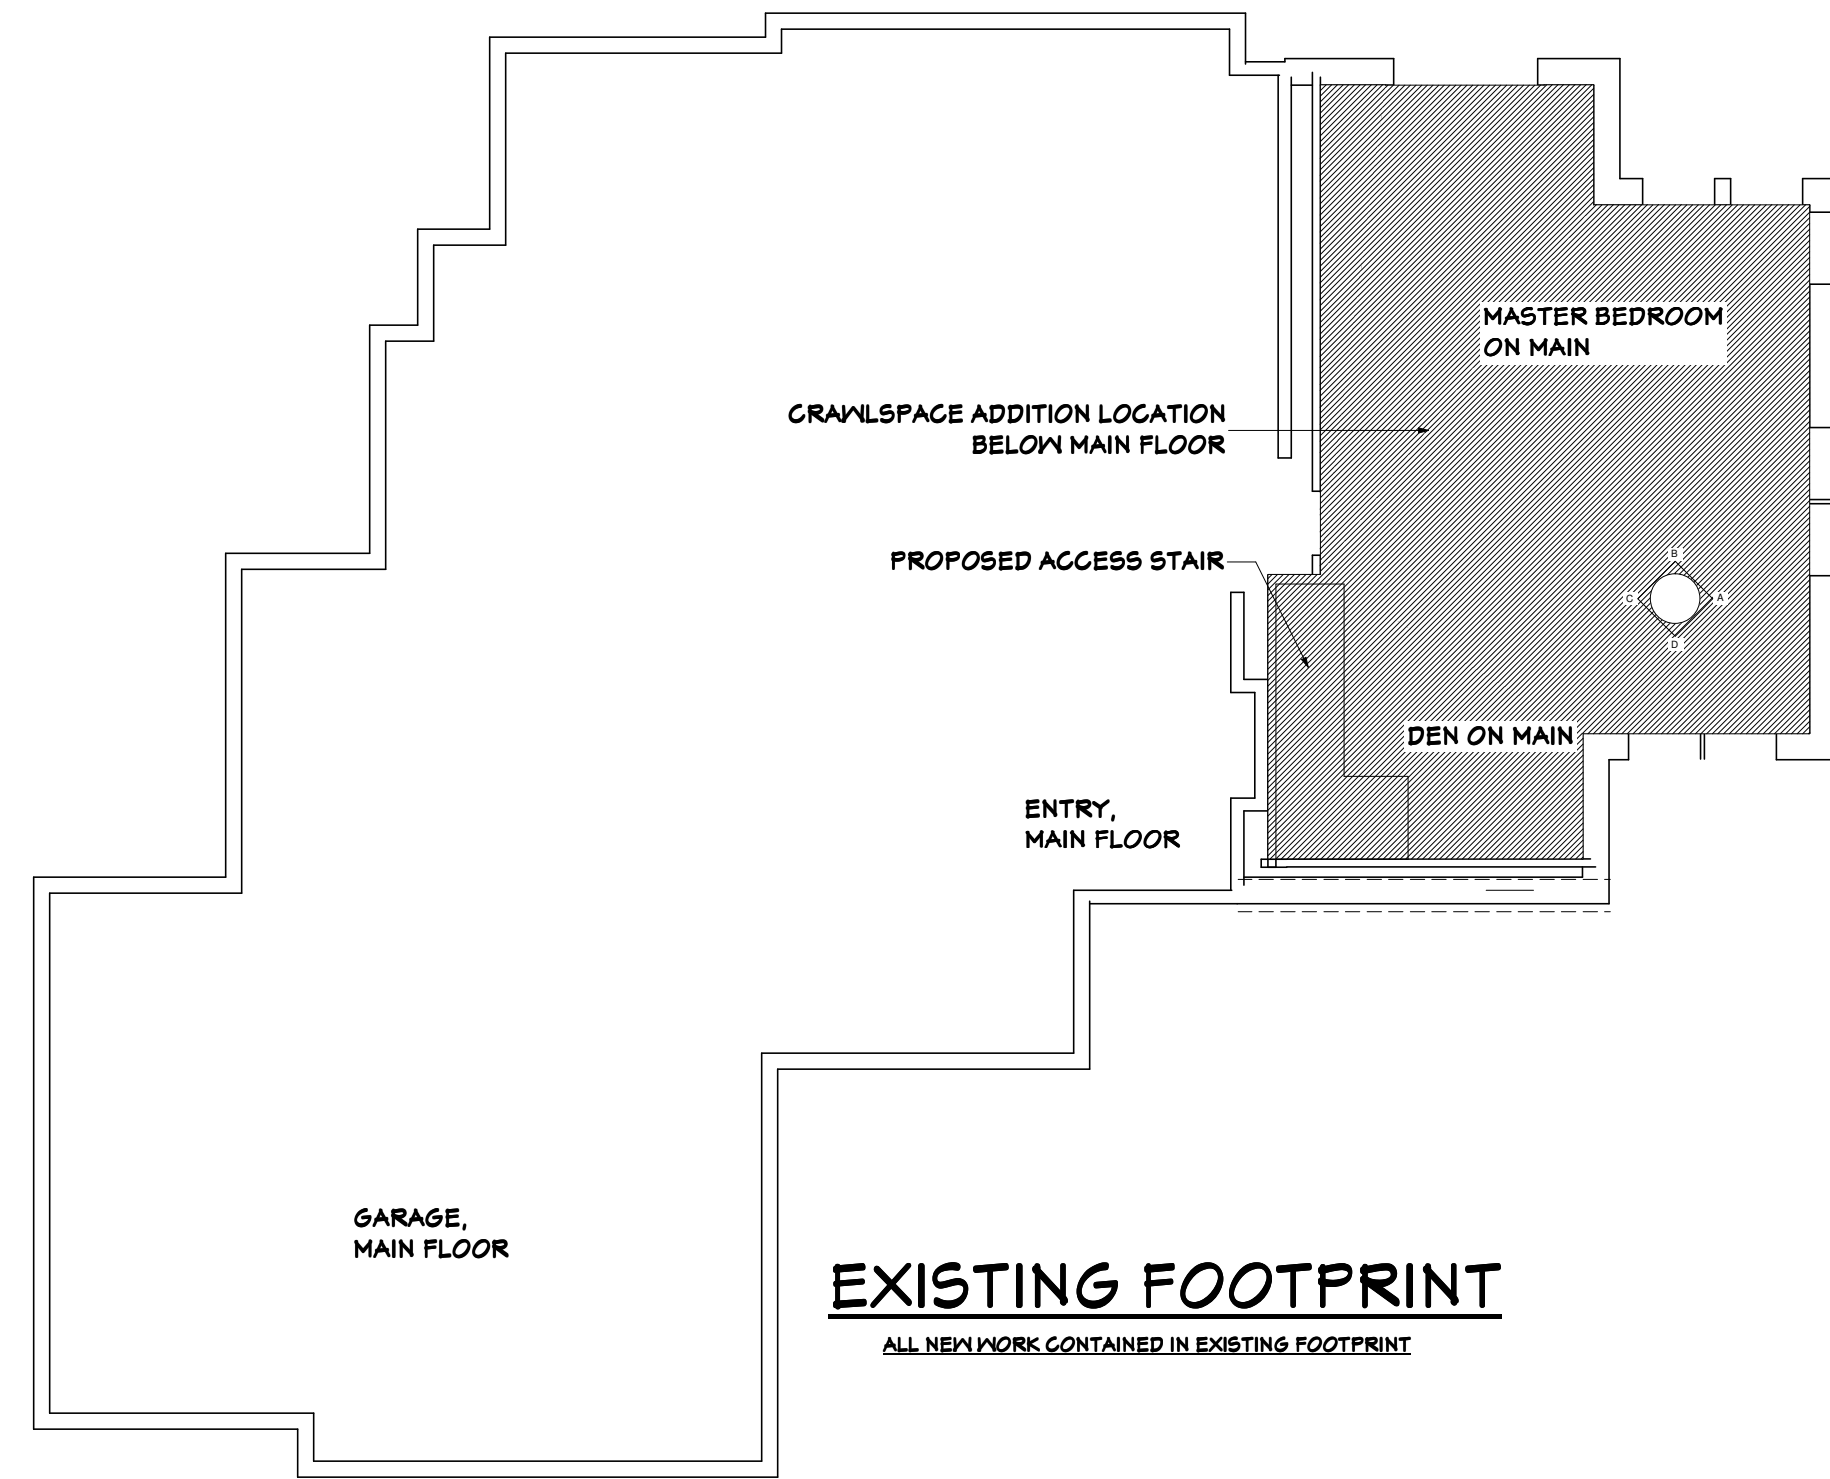 MASTER BEDROOM
ON MAIN
CRAWLSPACE ADDITION LOCATION
BELOW MAIN FLOOR
PROPOSED ACCESS STAIR
B
C
A
D
DEN ON MAIN
ENTRY,
MAIN FLOOR
GARAGE,
MAIN FLOOR
EXISTING FOOTPRINT
ALL NEW WORK CONTAINED IN EXISTING FOOTPRINT